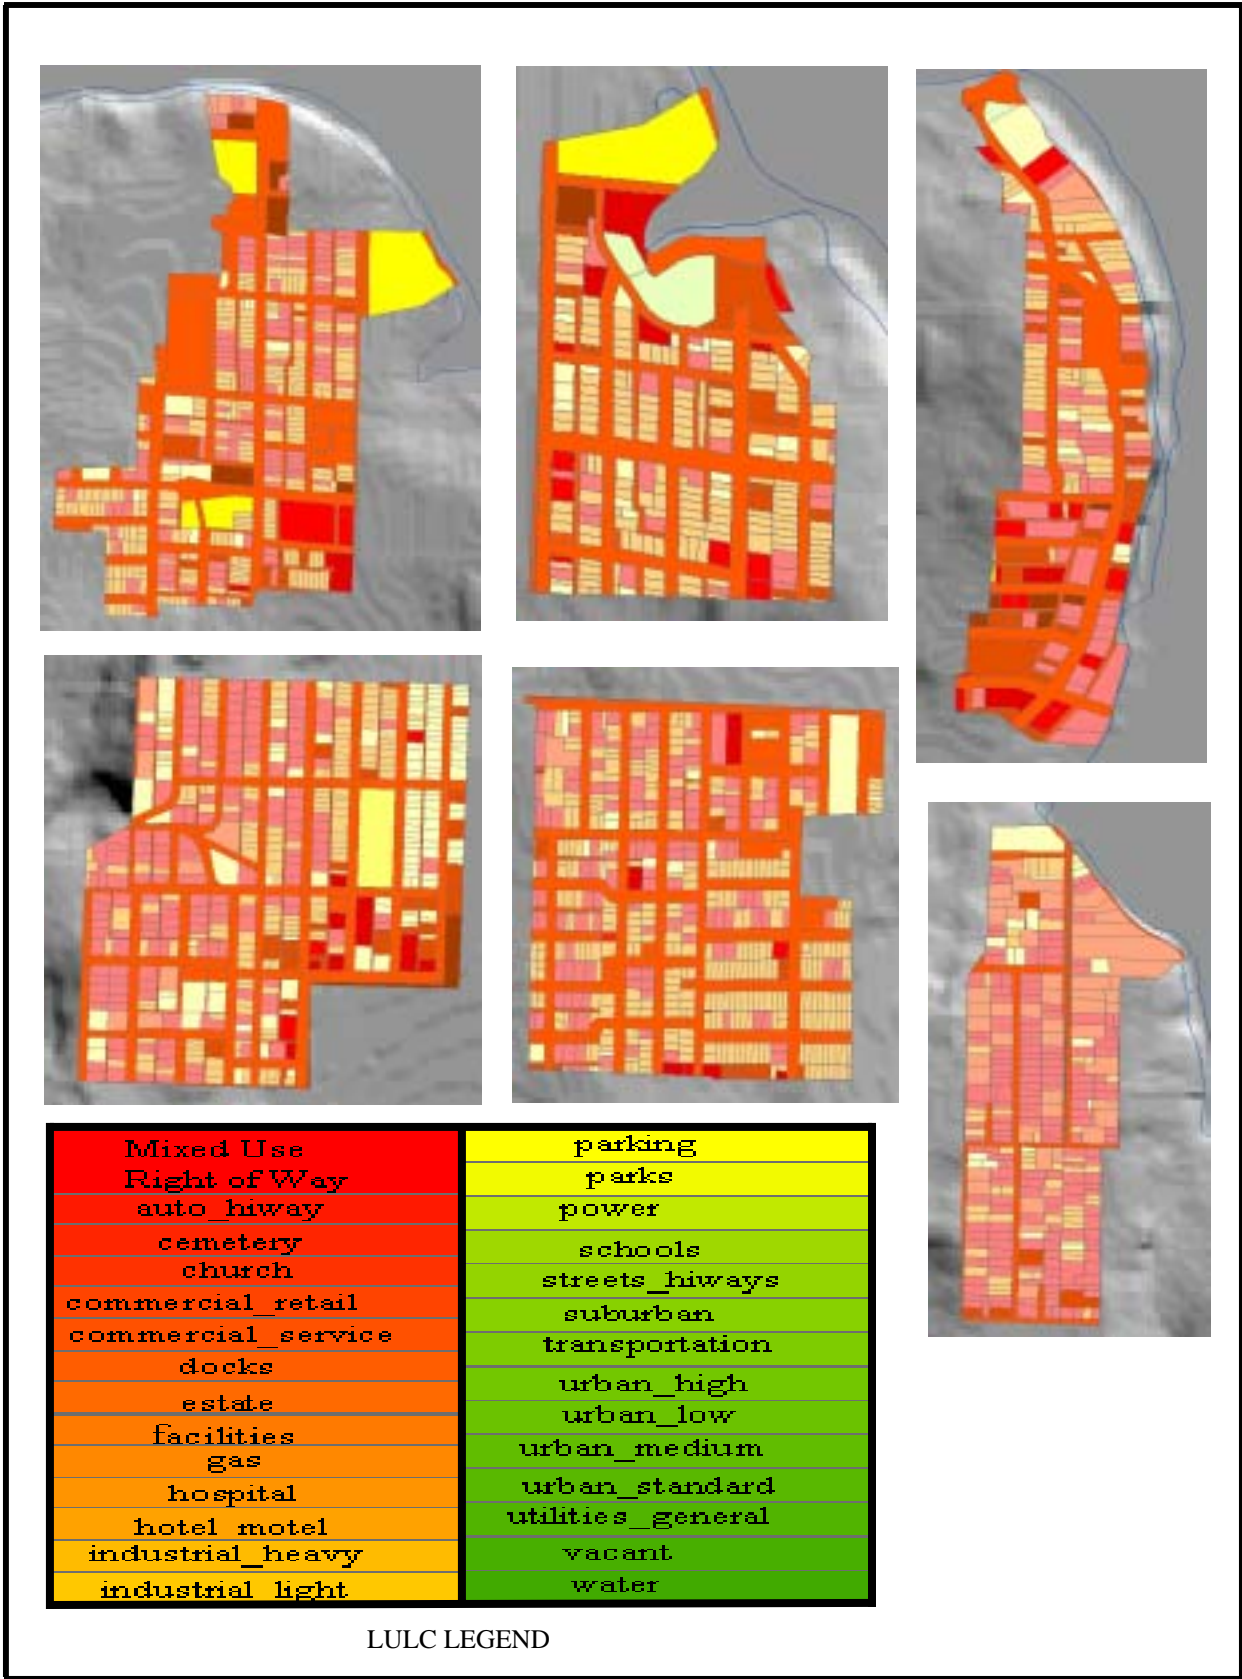 Mixed Use
Right of Way
auto_hiway
cemetery
church
commercial_retail
commercial_service
docks
estate
facilities
gas
hospital
hotel_motel
industrial_heavy
industrial_light
parking
parks
power
schools
streets_hiways
suburban
transportation
urban_high
urban_low
urban_medium
urban_standard
utilities_general
vacant
water
LULC LEGEND